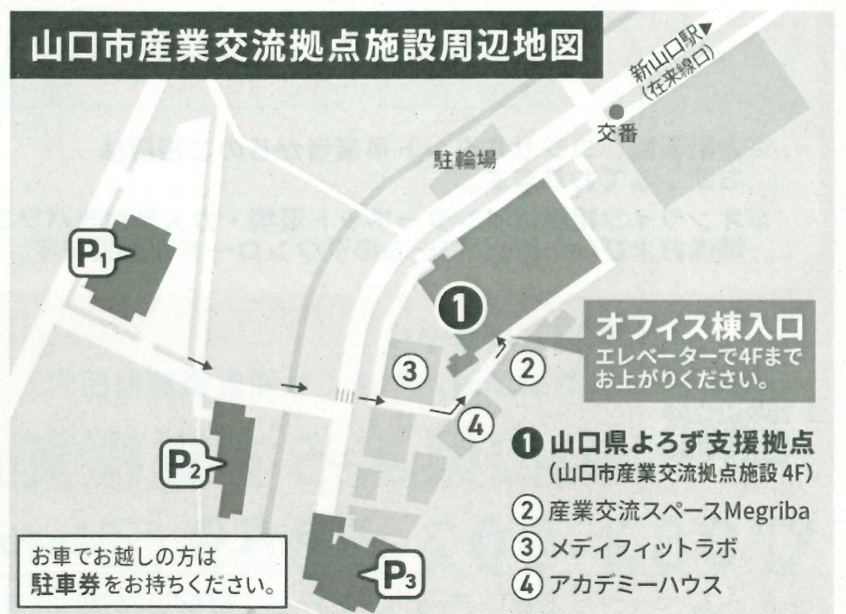 山口市産業交流拠点施設周辺地図
新山口駅▶
(在来線口)
交番
駐輪場
P1
1
オフィス棟入口
エレベーターで4Fまで
お上がりください。
3
2
4
P2
❶山口県よろず支援拠点
(山口市産業交流拠点施設 4F)
②産業交流スペースMegriba
③メディフィットラボ
④アカデミーハウス
お車でお越しの方は
駐車券をお持ちください。
P3